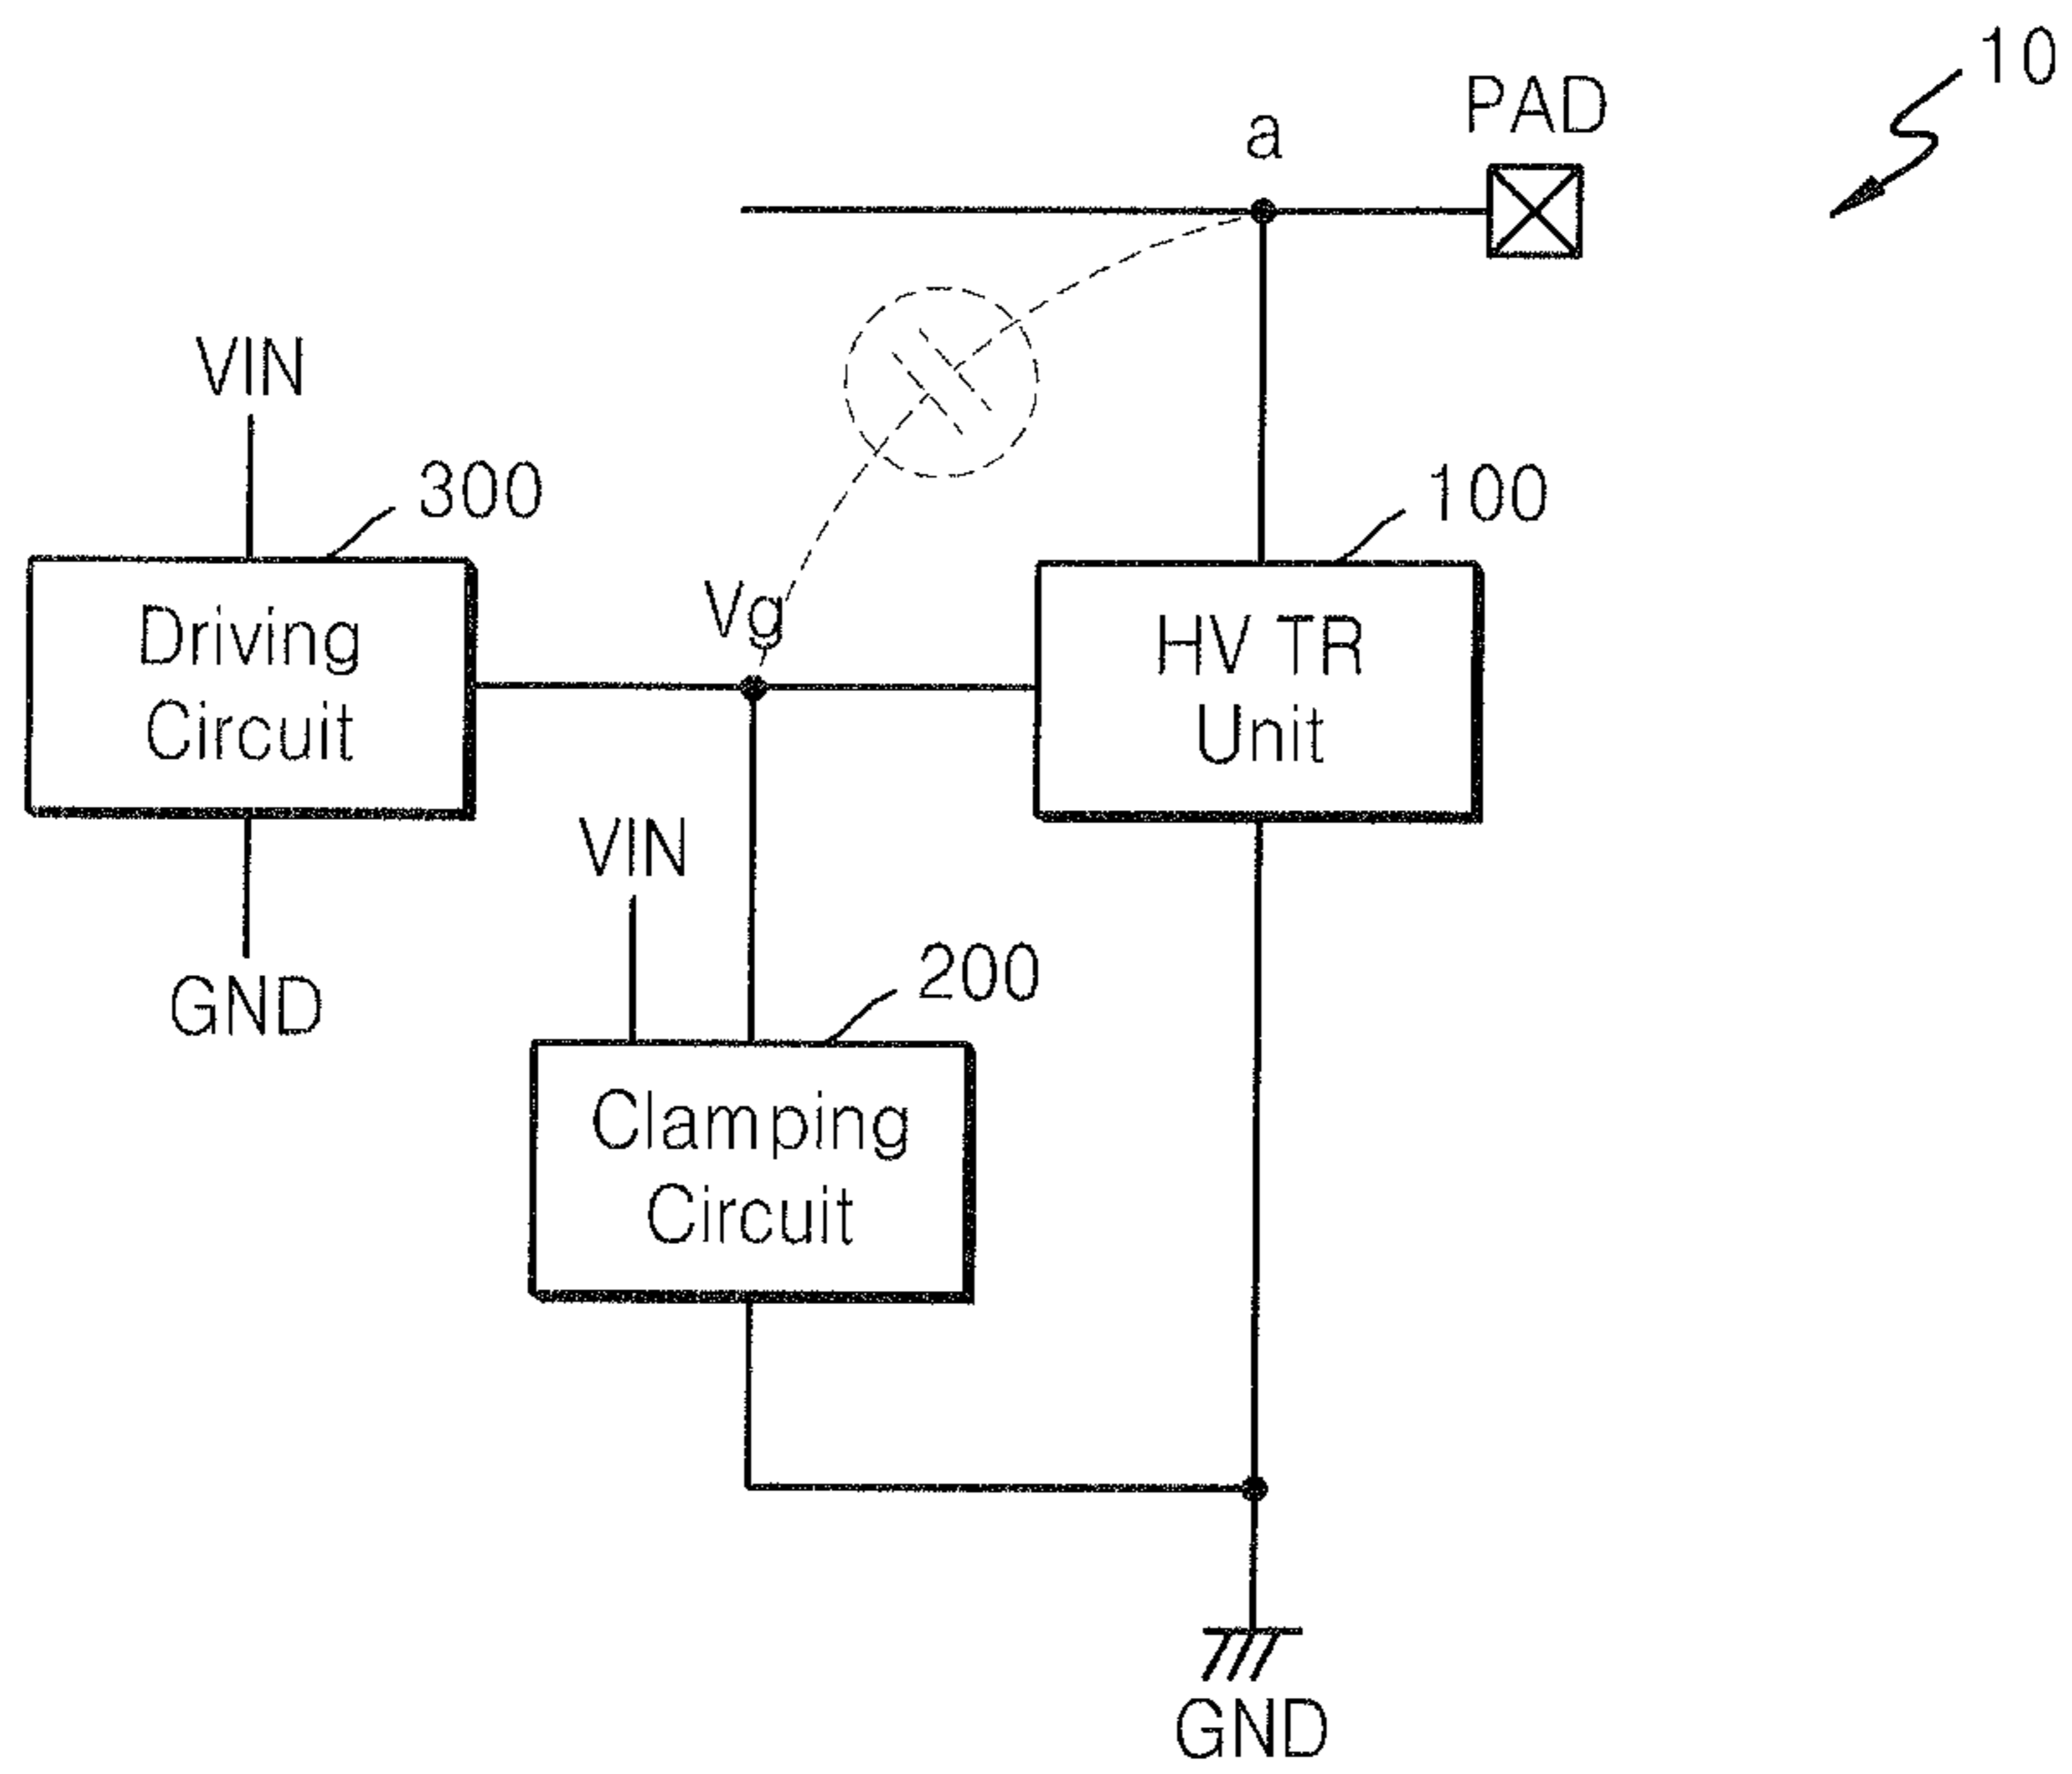 10
PAD
a
VIN
300
100
Driving
Circuit
Vg
HV TR
Unit
VIN
GND
200
Clamping
Circuit
GND